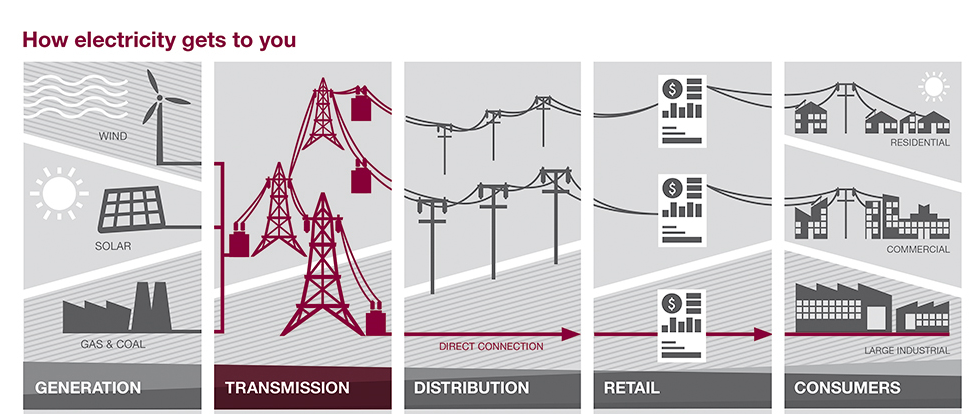 How electricity gets to you
WIND
SOLAR
GAS & COAL
GENERATION
TRANSMISSION
DIRECT CONNECTION
DISTRIBUTION
$
$
$
RETAIL
RESIDENTIAL
COMMERCIAL
LARGE INDUSTRIAL
CONSUMERS